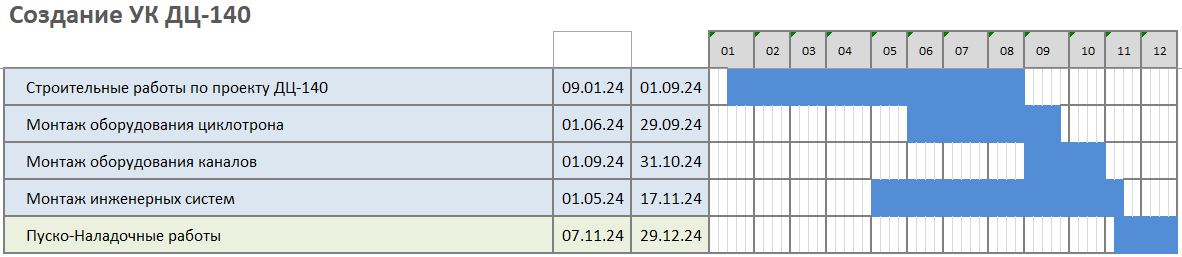 Создание УК ДЦ-140
01 02 03 04 05 06 07 08 09 10 11 12
Строительные работы по проекту ДЦ-140 09.01.24 01.09.24
Монтаж оборудования циклотрона 01.06.24 29.09.24
Монтаж оборудования каналов 01.09.24 31.10.24
Монтаж инженерных систем 01.05.24 17.11.24
Пуско-Наладочные работы 07.11.24 29.12.24